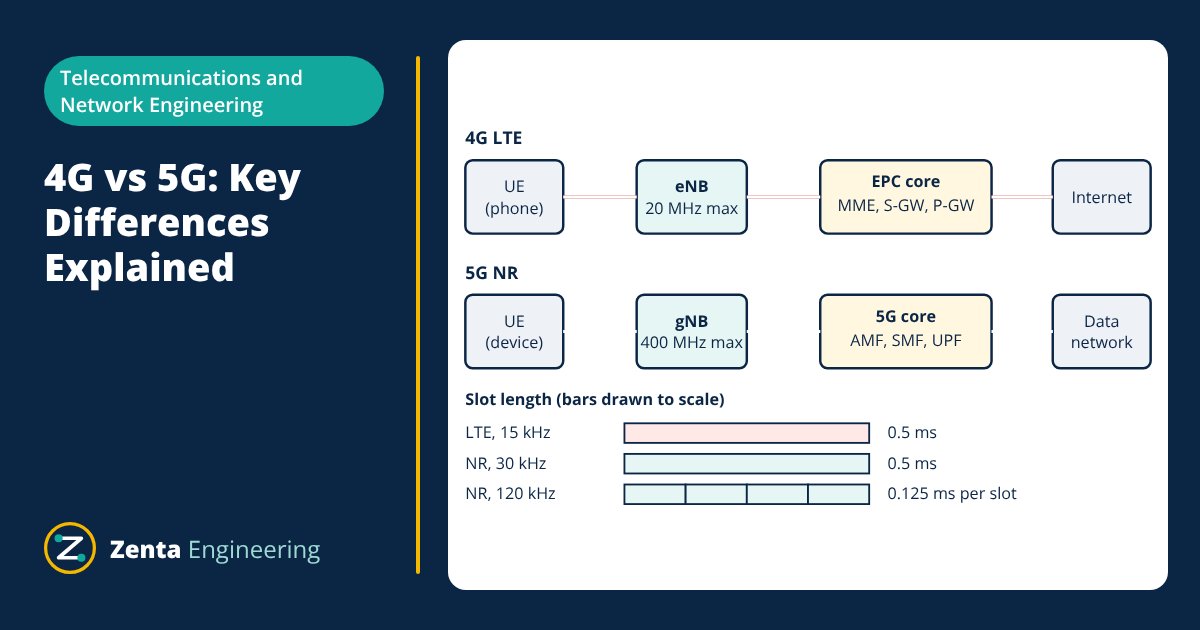 Telecommunications and
Network Engineering
4G vs 5G: Key
Differences
Explained
Zenta Engineering
4G LTE
UE
(phone)
eNB
20 MHz max
EPC core
MME, S-GW, P-GW
Internet
5G NR
UE
(device)
gNB
400 MHz max
5G core
AMF, SMF, UPF
Data
network
Slot length (bars drawn to scale)
LTE, 15 kHz
0.5 ms
NR, 30 kHz
0.5 ms
NR, 120 kHz
0.125 ms per slot